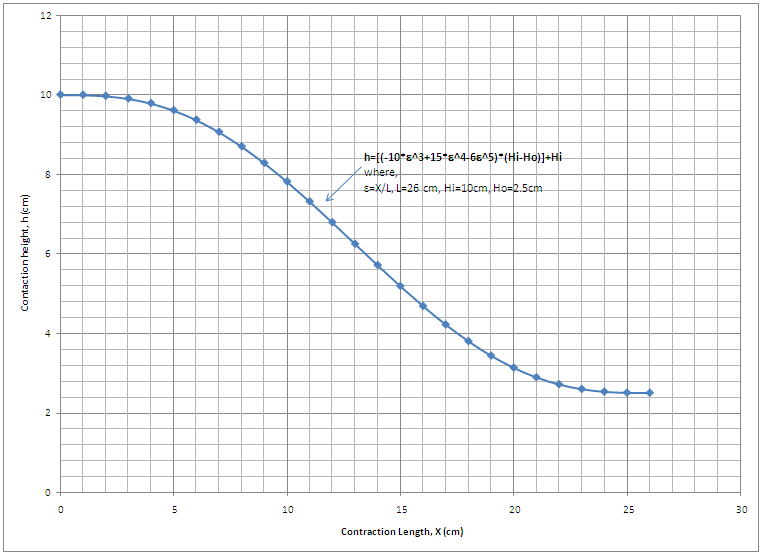 12
10
8
6
4
2
0
Contaction height, h (cm)
h=[(-10*ε^3+15*ε^4-6ε^5)*(Hi-Ho)]+Hi
where,
ε=X/L, L=26 cm, Hi=10cm, Ho=2.5cm
0 5 10 15 20 25 30
Contraction Length, X (cm)